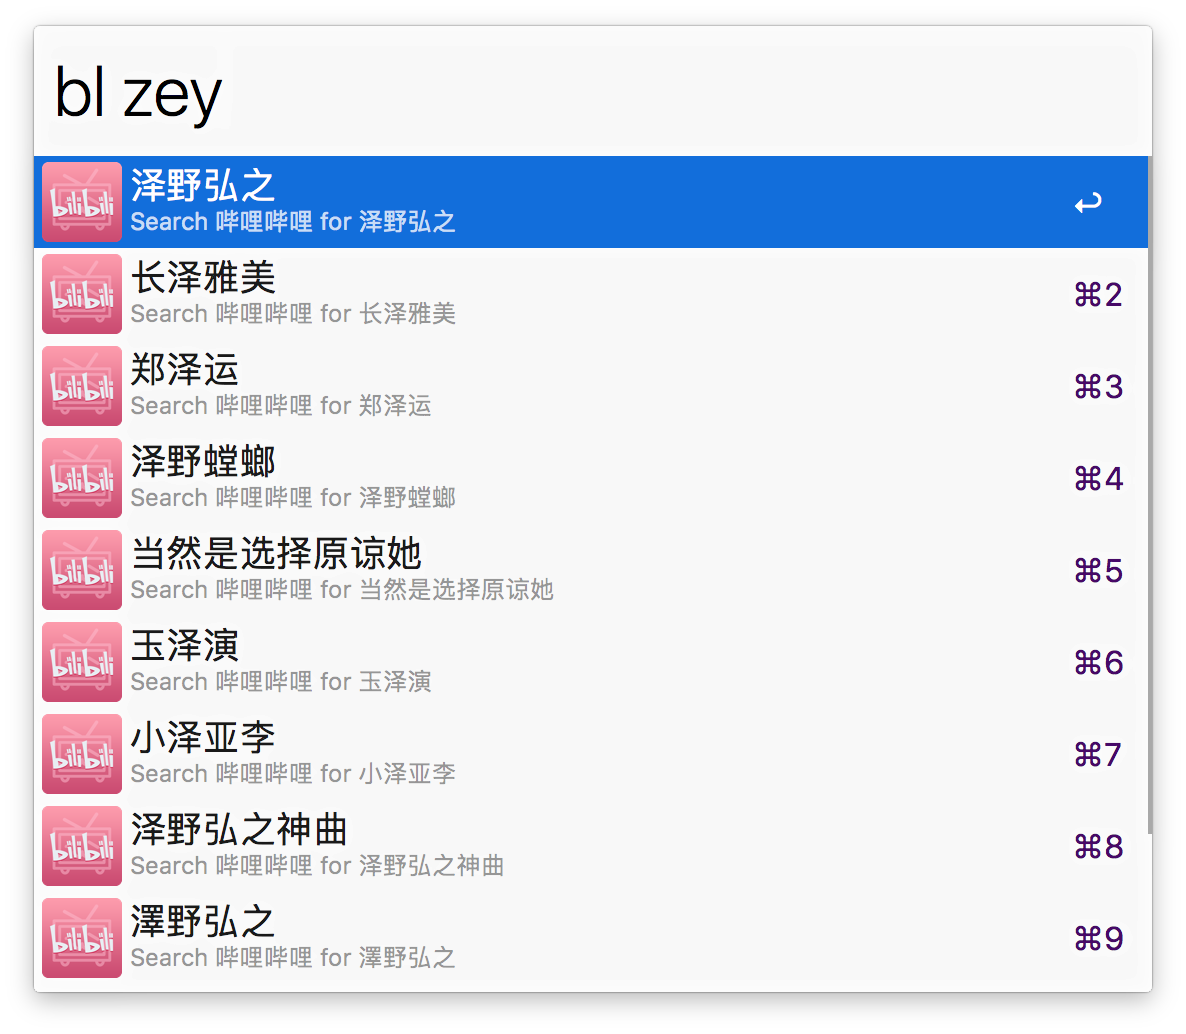 bl zey
泽野弘之
Search 哔哩哔哩 for 泽野弘之
↩
长泽雅美
Search 哔哩哔哩 for 长泽雅美
⌘2
郑泽运
Search 哔哩哔哩 for 郑泽运
⌘3
泽野螳螂
Search 哔哩哔哩 for 泽野螳螂
⌘4
当然是选择原谅她
Search 哔哩哔哩 for 当然是选择原谅她
⌘5
玉泽演
Search 哔哩哔哩 for 玉泽演
⌘6
小泽亚李
Search 哔哩哔哩 for 小泽亚李
⌘7
泽野弘之神曲
Search 哔哩哔哩 for 泽野弘之神曲
⌘8
澤野弘之
Search 哔哩哔哩 for 澤野弘之
⌘9
bilibili
bilibili
bilibili
bilibili
bilibili
bilibili
bilibili
bilibili
bilibili